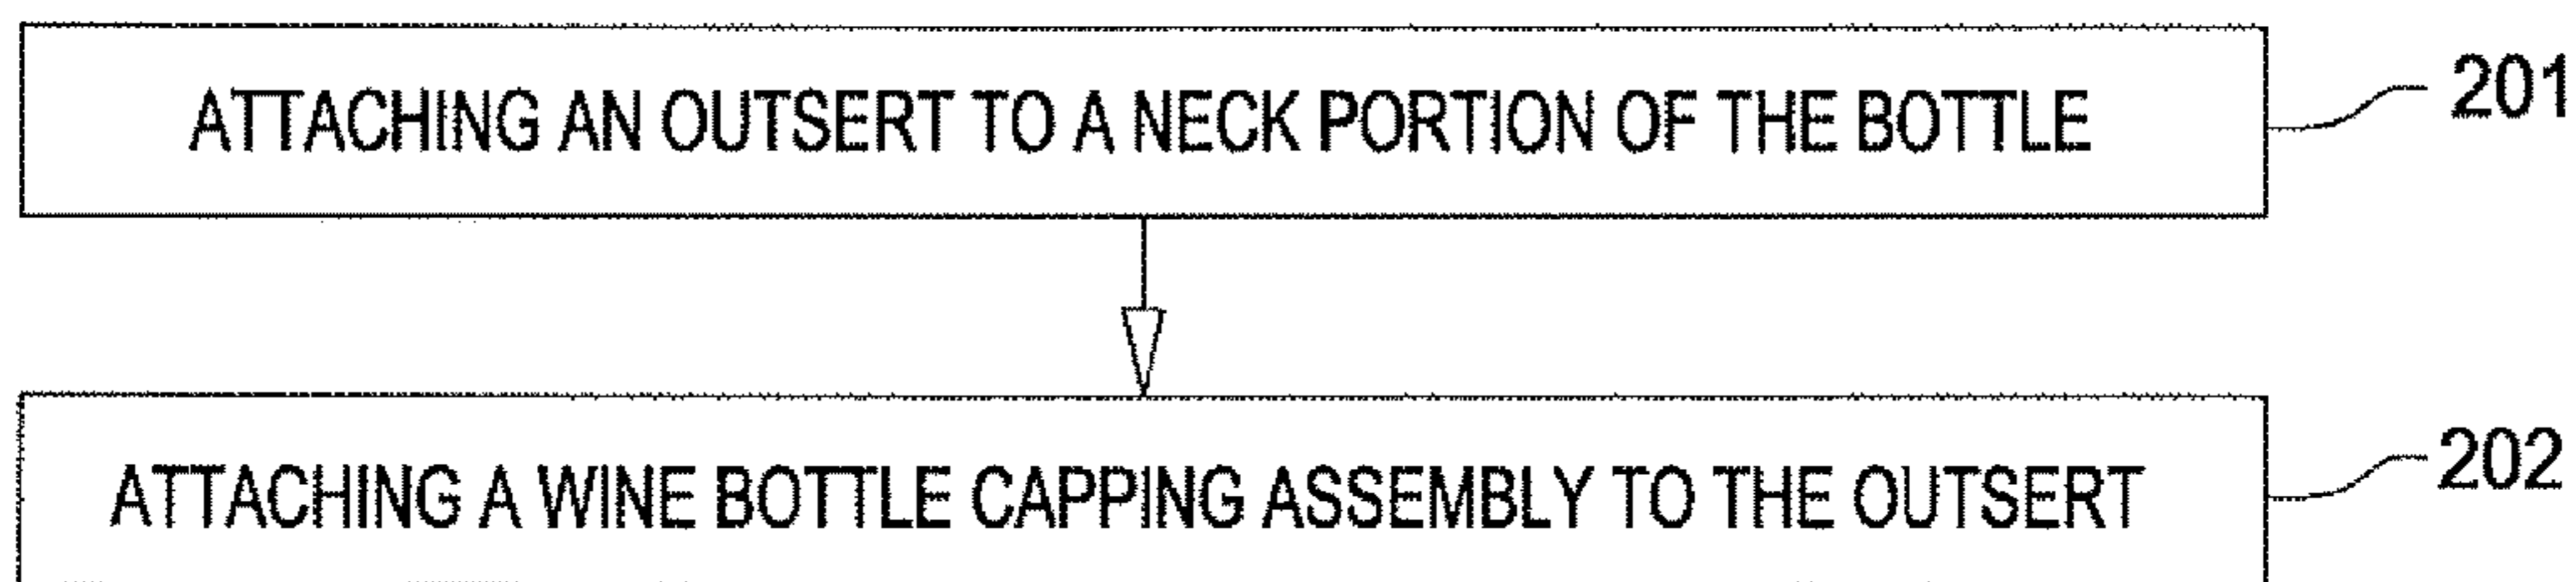 ATTACHING AN OUTSERT TO A NECK PORTION OF THE BOTTLE
201
ATTACHING A WINE BOTTLE CAPPING ASSEMBLY TO THE OUTSERT
202